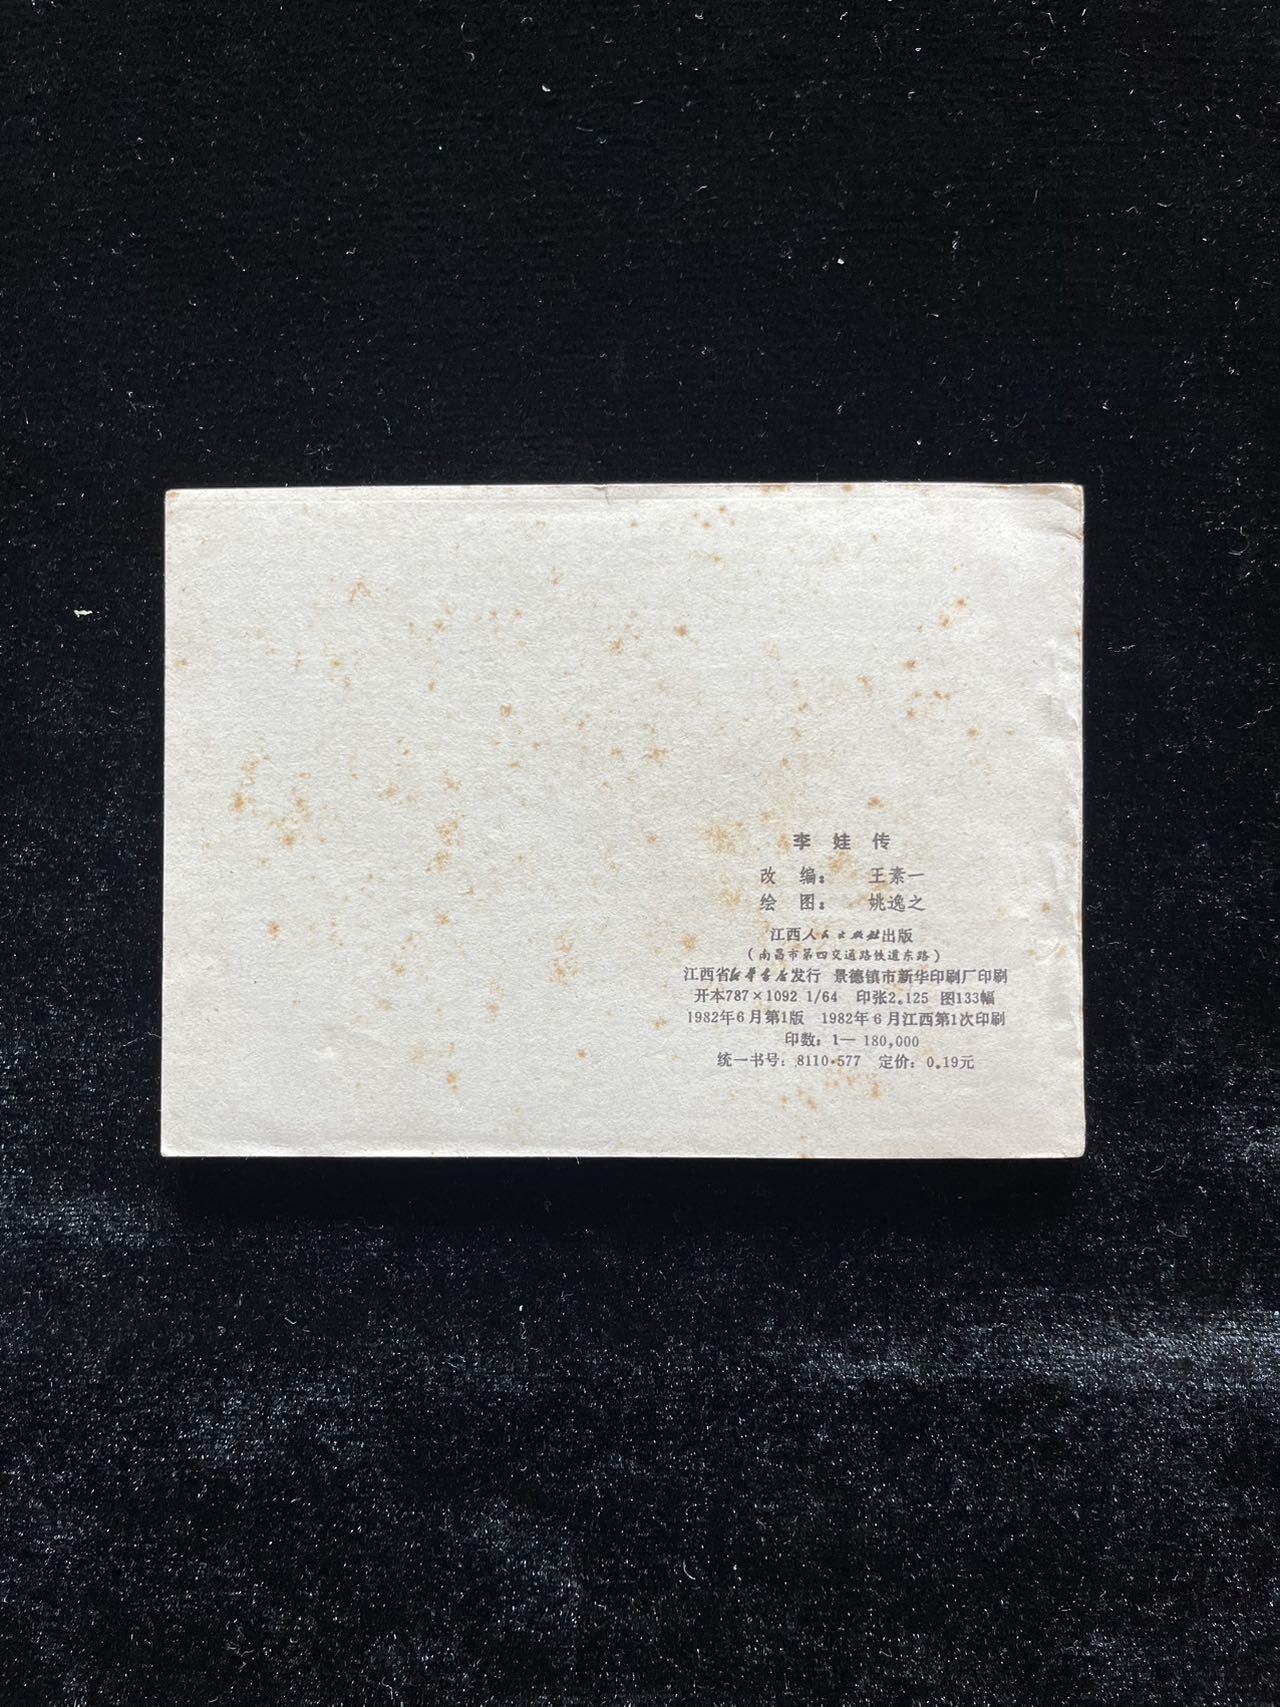 李娃传
改编：王素一
绘图：姚逸之
江西人民出版社出版
（南昌市第四交通路铁道东路）
江西省新华书店发行 景德镇市新华印刷厂印刷
开本787×1092 1/64 印张2.125 图133幅
1982年6月第1版 1982年6月江西第1次印刷
印数：1—180,000
统一书号：8110·577 定价：0.19元